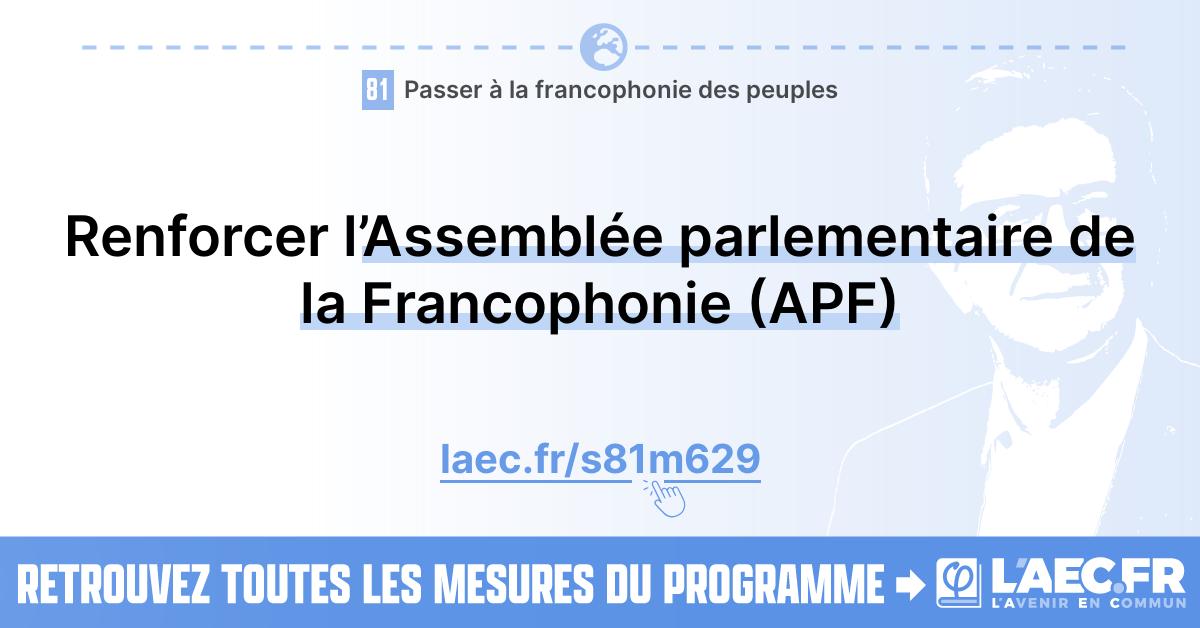 81 Passer à la francophonie des peuples
Renforcer l’Assemblée parlementaire de
la Francophonie (APF)
laec.fr/s81m629
RETROUVEZ TOUTES LES MESURES DU PROGRAMME
φ L'AEC.FR
L'AVENIR EN COMMUN